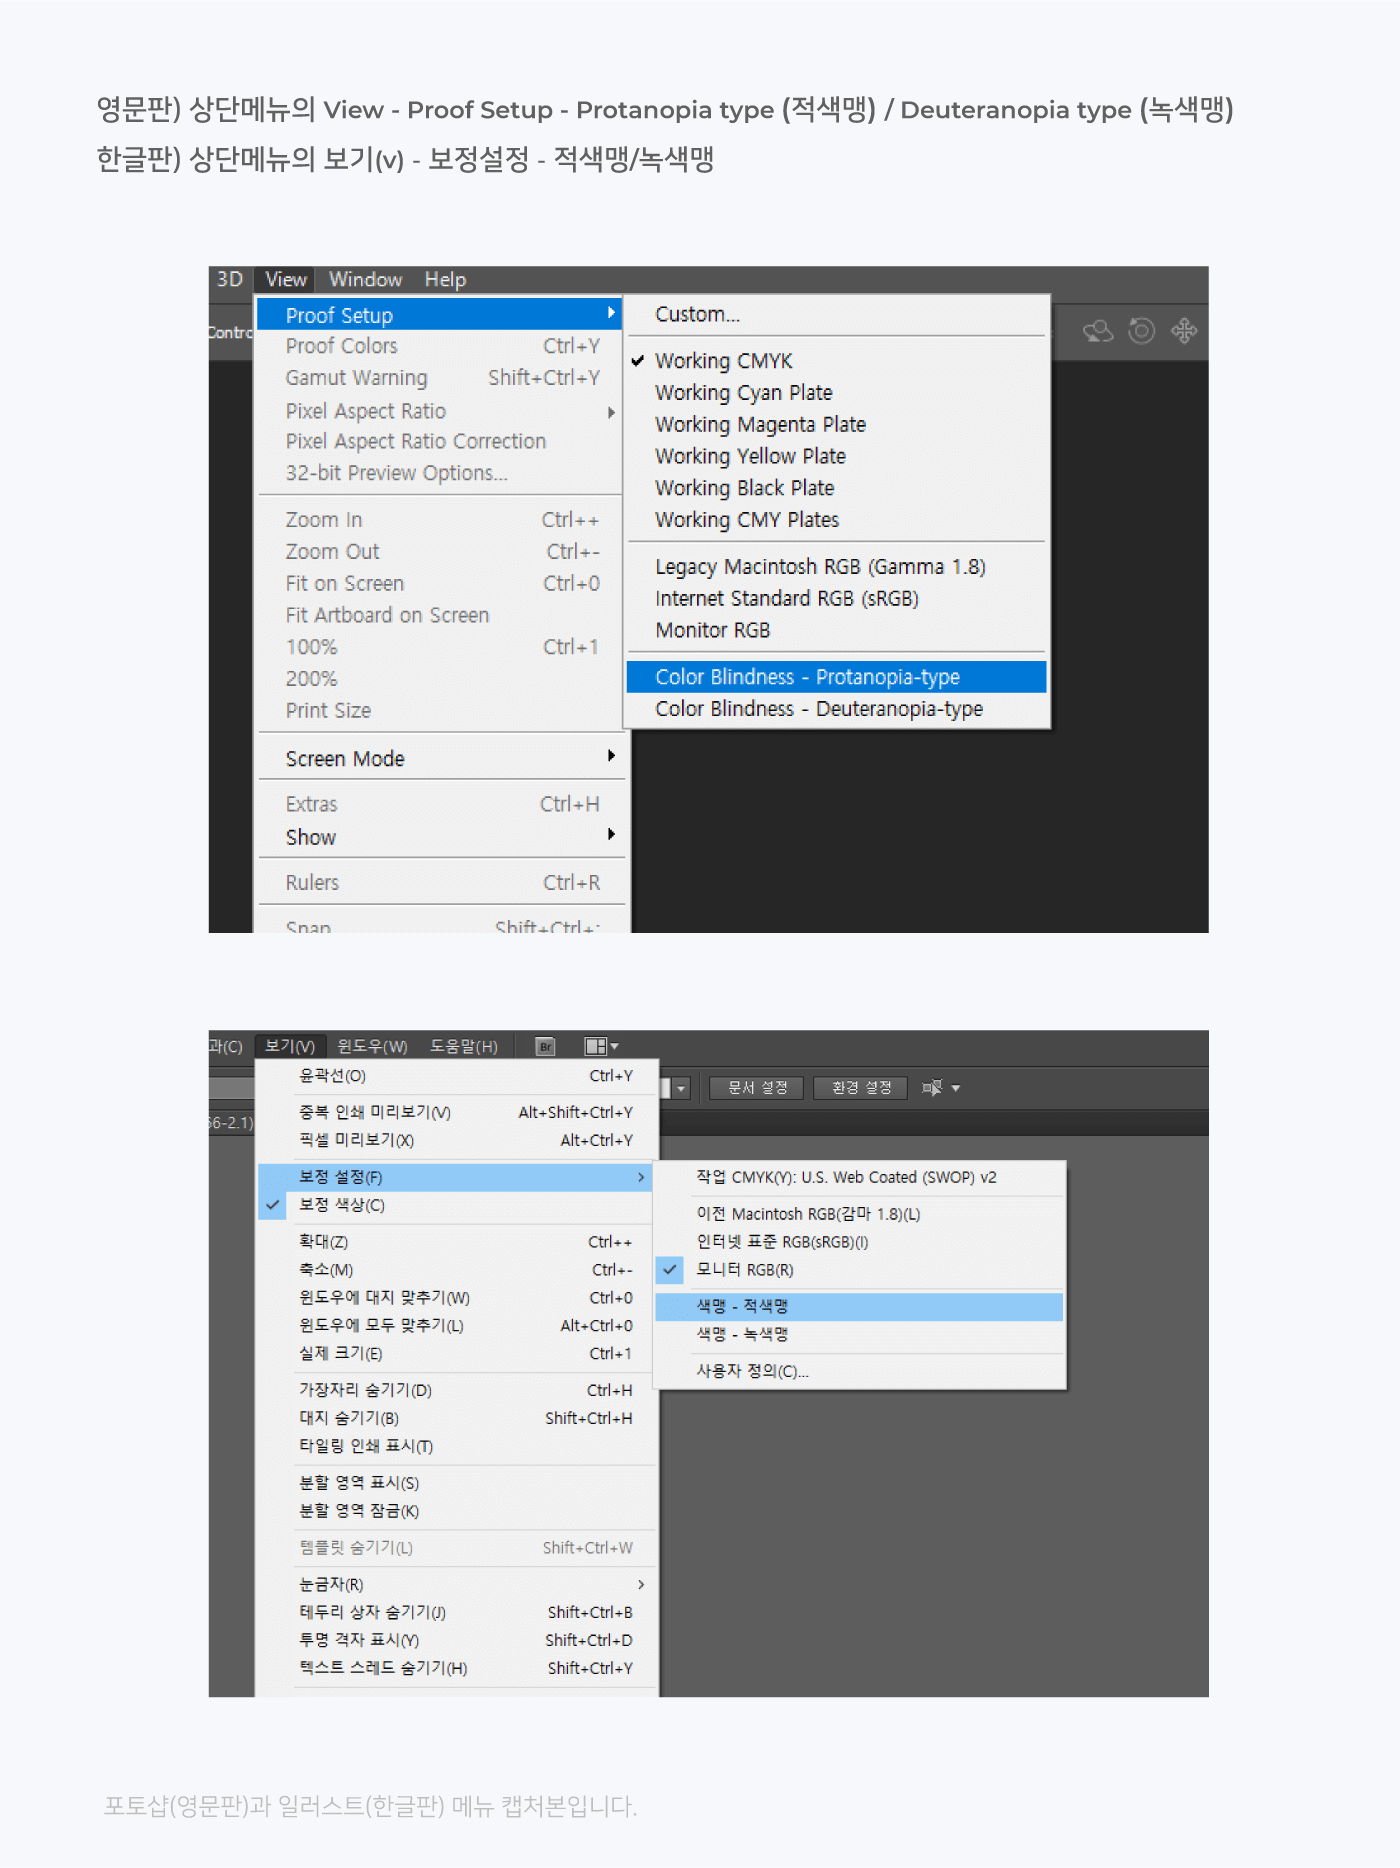 영문판) 상단메뉴의 View - Proof Setup - Protanopia type (적색맹) / Deuteranopia type (녹색맹)
한글판) 상단메뉴의 보기(v) - 보정설정 - 적색맹/녹색맹
3D View Window Help
Contro
Proof Setup
Proof Colors Ctrl+Y
Gamut Warning Shift+Ctrl+Y
Pixel Aspect Ratio
Pixel Aspect Ratio Correction
32-bit Preview Options...
Zoom In Ctrl++
Zoom Out Ctrl+-
Fit on Screen Ctrl+0
Fit Artboard on Screen
100% Ctrl+1
200%
Print Size
Screen Mode
Extras Ctrl+H
Show
Rulers Ctrl+R
Snap Shift+Ctrl+;
Custom...
Working CMYK
Working Cyan Plate
Working Magenta Plate
Working Yellow Plate
Working Black Plate
Working CMY Plates
Legacy Macintosh RGB (Gamma 1.8)
Internet Standard RGB (sRGB)
Monitor RGB
Color Blindness - Protanopia-type
Color Blindness - Deuteranopia-type
과(C) 보기(V) 윈도우(W) 도움말(H) Br
문서 설정 환경 설정
66-2.1)
윤곽선(O) Ctrl+Y
중복 인쇄 미리보기(V) Alt+Shift+Ctrl+Y
픽셀 미리보기(X) Alt+Ctrl+Y
보정 설정(F)
보정 색상(C)
확대(Z) Ctrl++
축소(M) Ctrl+-
윈도우에 대지 맞추기(W) Ctrl+0
윈도우에 모두 맞추기(L) Alt+Ctrl+0
실제 크기(E) Ctrl+1
가장자리 숨기기(D) Ctrl+H
대지 숨기기(B) Shift+Ctrl+H
타일링 인쇄 표시(T)
분할 영역 표시(S)
분할 영역 잠금(K)
템플릿 숨기기(L) Shift+Ctrl+W
눈금자(R)
테두리 상자 숨기기(J) Shift+Ctrl+B
투명 격자 표시(Y) Shift+Ctrl+D
텍스트 스레드 숨기기(H) Shift+Ctrl+Y
작업 CMYK(Y): U.S. Web Coated (SWOP) v2
이전 Macintosh RGB(감마 1.8)(L)
인터넷 표준 RGB(sRGB)(I)
모니터 RGB(R)
색맹 - 적색맹
색맹 - 녹색맹
사용자 정의(C)...
포토샵(영문판)과 일러스트(한글판) 메뉴 캡처본입니다.